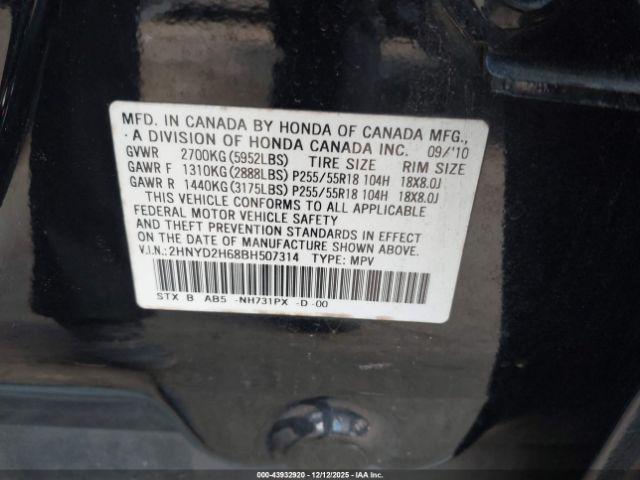 MFD. IN CANADA BY HONDA OF CANADA MFG.,
A DIVISION OF HONDA CANADA INC. 09/'10
GVWR 2700KG(5952LBS) TIRE SIZE RIM SIZE
GAWR F 1310KG(2888LBS) P255/55R18 104H 18X8.0J
GAWR R 1440KG(3175LBS) P255/55R18 104H 18X8.0J
THIS VEHICLE CONFORMS TO ALL APPLICABLE
FEDERAL MOTOR VEHICLE SAFETY
AND THEFT PREVENTION STANDARDS IN EFFECT
ON THE DATE OF MANUFACTURE SHOWN ABOVE.
V.I.N.: 2HNYD2H68BH507314 TYPE: MPV
STX B AB5 -NH731PX -D -00
000-43932920 - 12/12/2025 - IAA Inc.